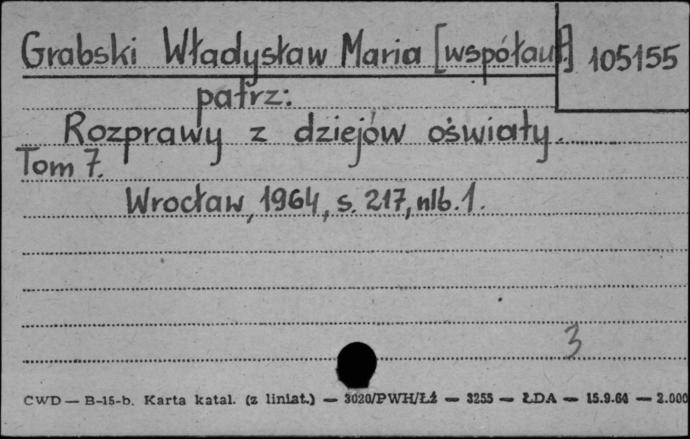 Grabski Władysław Maria [współaut.] 105155
patrz:
Rozprawy z dziejów oświaty.
Tom 7.
Wrocław, 1964, s. 217, nlb. 1.
3
CWD — B-15-b. Karta katal. (z liniat.) — 3020/PWH/Łź — 3255 — ŁDA — 15.9.64 — 2.000